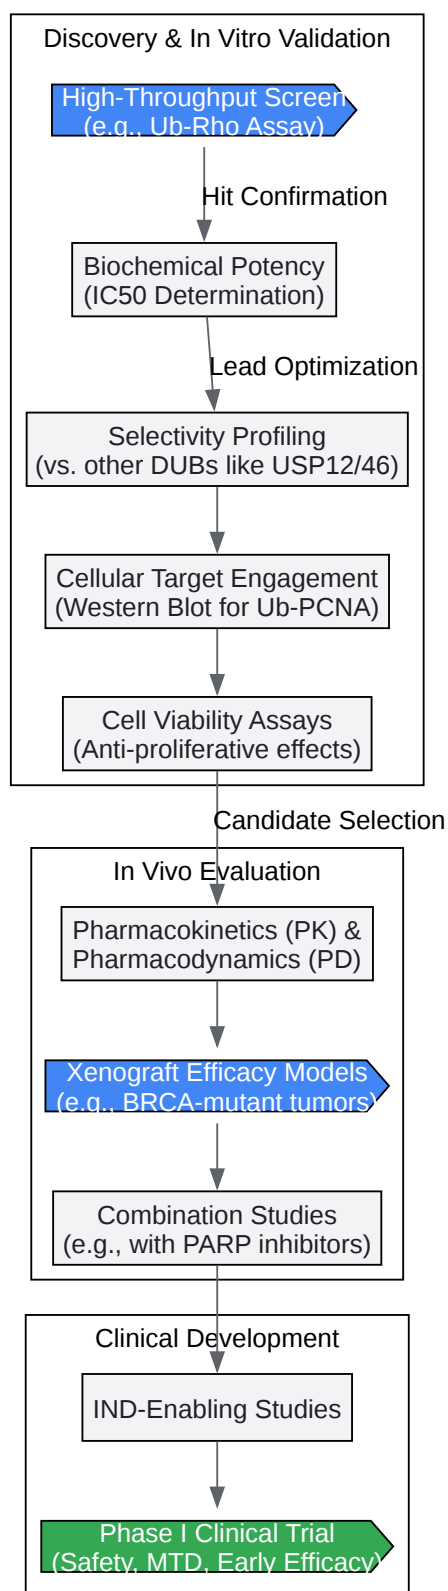 Discovery & In Vitro Validation
High-Throughput Screen
(e.g., Ub-Rho Assay)
Hit Confirmation
Biochemical Potency
(IC50 Determination)
Lead Optimization
Selectivity Profiling
(vs. other DUBs like USP12/46)
Cellular Target Engagement
(Western Blot for Ub-PCNA)
Cell Viability Assays
(Anti-proliferative effects)
Candidate Selection
In Vivo Evaluation
Pharmacokinetics (PK) &
Pharmacodynamics (PD)
Xenograft Efficacy Models
(e.g., BRCA-mutant tumors)
Combination Studies
(e.g., with PARP inhibitors)
Clinical Development
IND-Enabling Studies
Phase I Clinical Trial
(Safety, MTD, Early Efficacy)